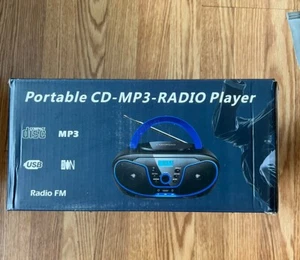 Portable CD-MP3-RADIO Player
MP3
USB
Radio FM